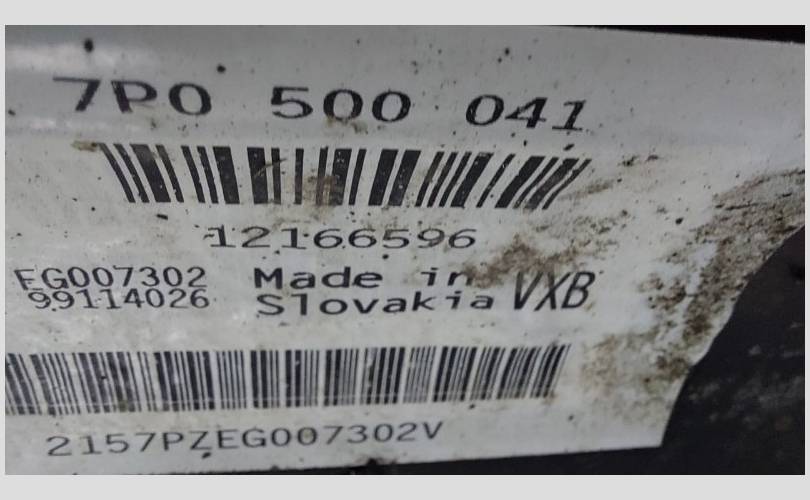 7P0 500 041
12166596
EG007302 Made in
99114026 Slovakia VXB
2157PZEG007302V